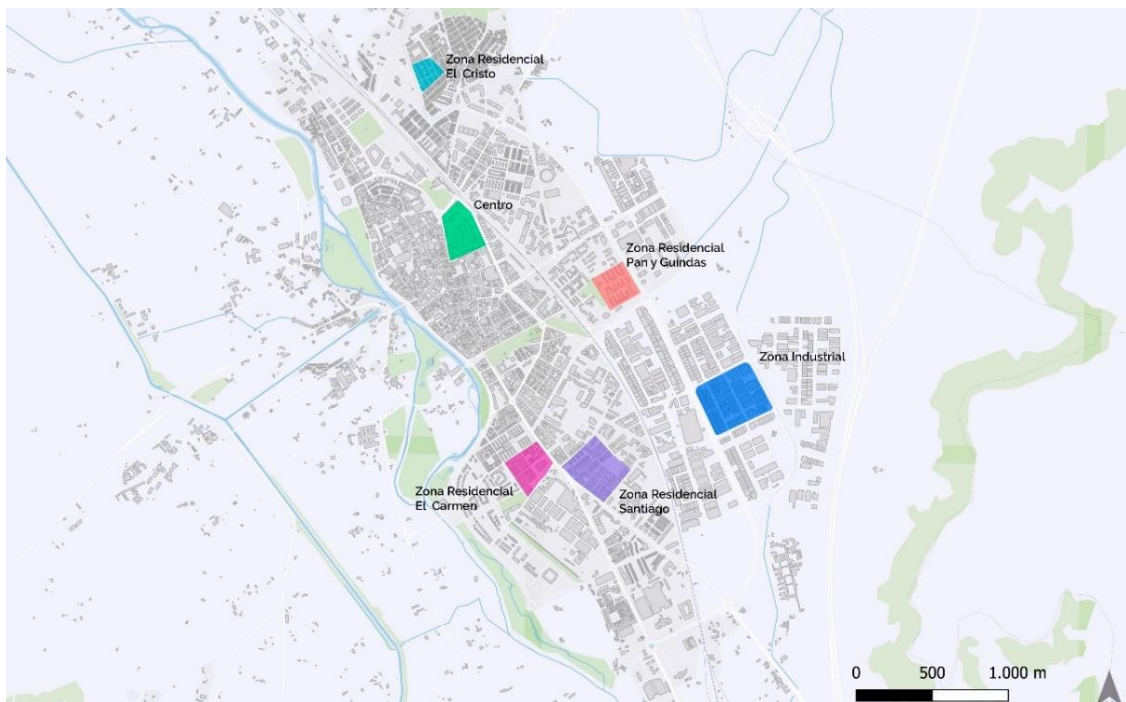 Zona Residencial
El Cristo
Centro
Zona Residencial
Pan y Guindas
Zona Industrial
Zona Residencial
El Carmen
Zona Residencial
Santiago
0 500 1.000 m